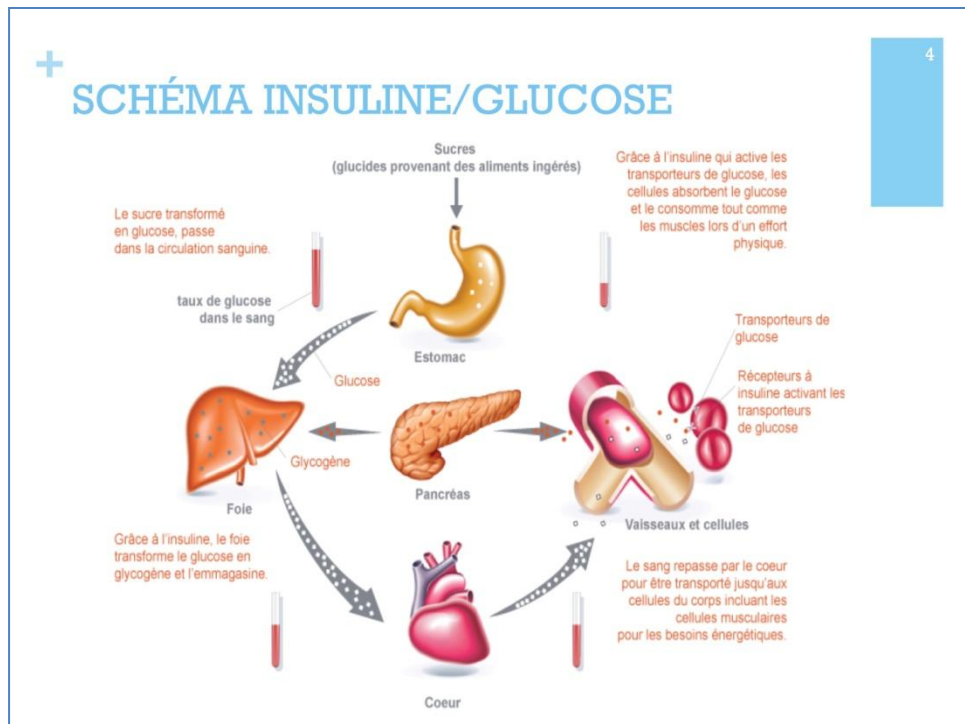 4
+
SCHÉMA INSULINE/GLUCOSE
Sucres
(glucides provenant des aliments ingérés)
Grâce à l'insuline qui active les
transporteurs de glucose, les
cellules absorbent le glucose
et le consomme tout comme
les muscles lors d'un effort
physique.
Le sucre transformé
en glucose, passe
dans la circulation sanguine.
taux de glucose
dans le sang
Estomac
Glucose
Transporteurs de
glucose
Récepteurs à
insuline activant les
transporteurs
de glucose
Glycogène
Foie
Pancréas
Vaisseaux et cellules
Grâce à l'insuline, le foie
transforme le glucose en
glycogène et l'emmagasine.
Le sang repasse par le coeur
pour être transporté jusqu'aux
cellules du corps incluant les
cellules musculaires
pour les besoins énergétiques.
Coeur